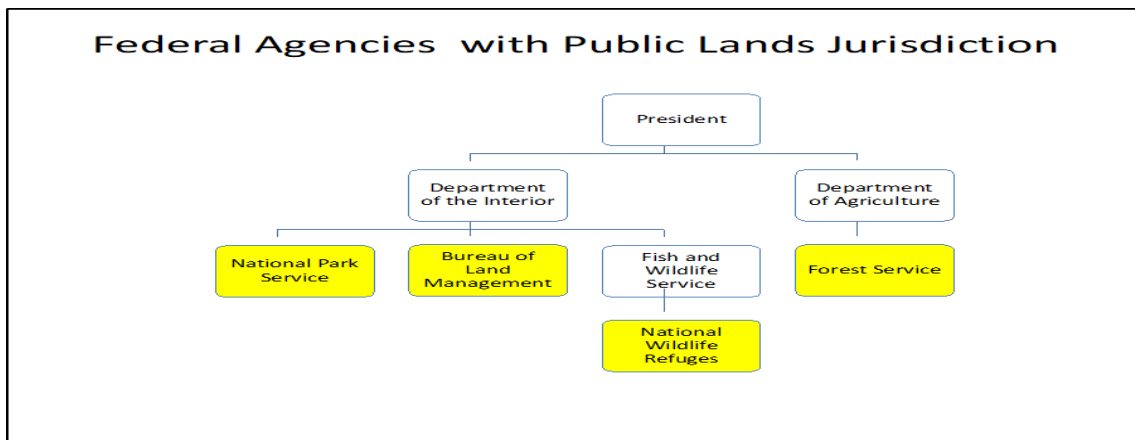 Federal Agencies with Public Lands Jurisdiction
President
Department
of the Interior
Department
of Agriculture
National Park
Service
Bureau of
Land
Management
Fish and
Wildlife
Service
Forest Service
National
Wildlife
Refuges